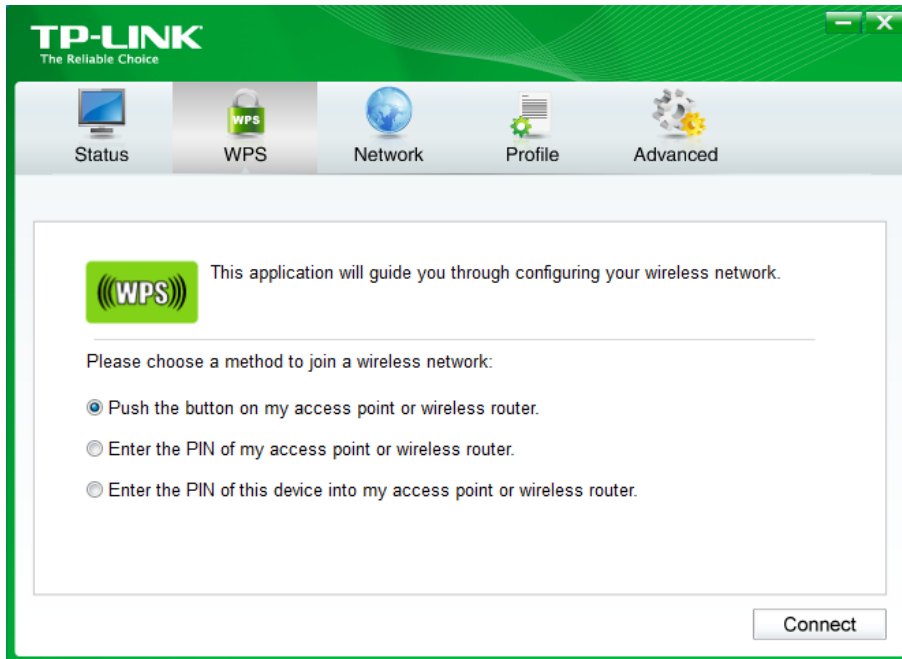 TP-LINK
The Reliable Choice
WPS
Status
WPS
Network
Profile
Advanced
WPS
This application will guide you through configuring your wireless network.
Please choose a method to join a wireless network:
Push the button on my access point or wireless router.
Enter the PIN of my access point or wireless router.
Enter the PIN of this device into my access point or wireless router.
Connect